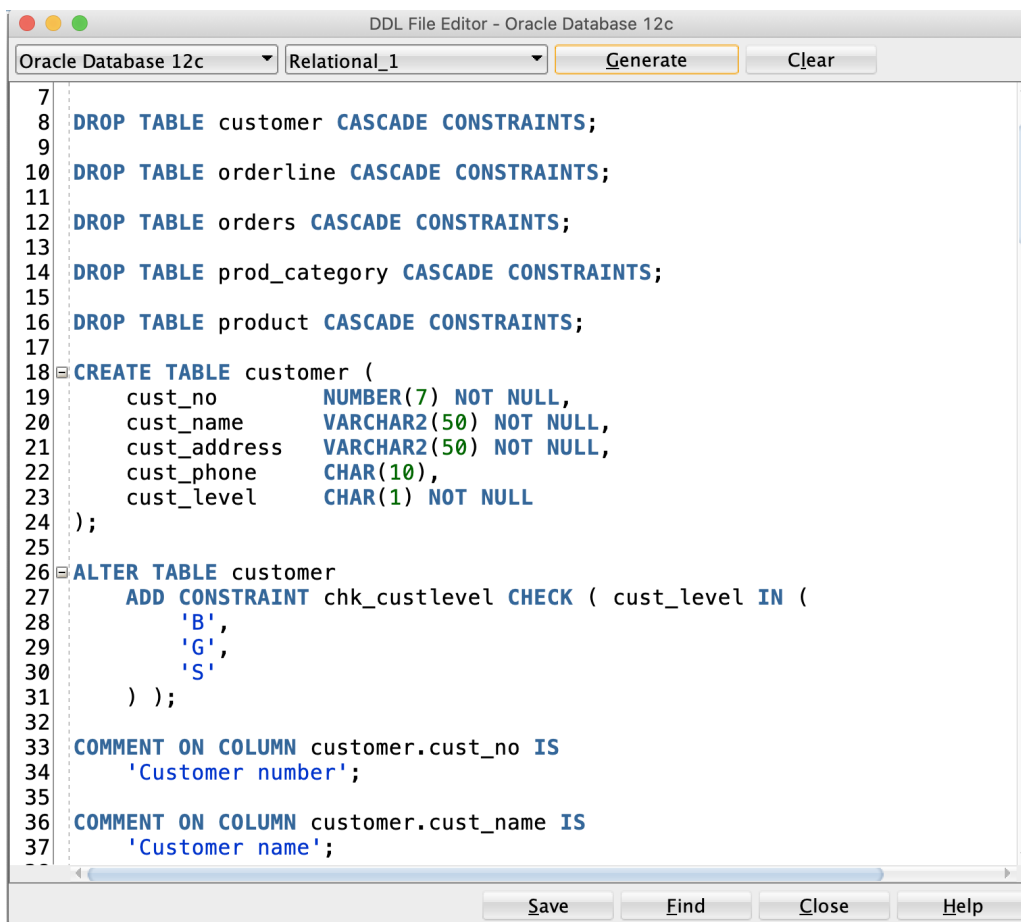 DDL File Editor - Oracle Database 12c
Oracle Database 12c Relational_1 Generate Clear
7
8 DROP TABLE customer CASCADE CONSTRAINTS;
9
10 DROP TABLE orderline CASCADE CONSTRAINTS;
11
12 DROP TABLE orders CASCADE CONSTRAINTS;
13
14 DROP TABLE prod_category CASCADE CONSTRAINTS;
15
16 DROP TABLE product CASCADE CONSTRAINTS;
17
18 CREATE TABLE customer (
19     cust_no        NUMBER(7) NOT NULL,
20     cust_name      VARCHAR2(50) NOT NULL,
21     cust_address   VARCHAR2(50) NOT NULL,
22     cust_phone     CHAR(10),
23     cust_level     CHAR(1) NOT NULL
24 );
25
26 ALTER TABLE customer
27     ADD CONSTRAINT chk_custlevel CHECK ( cust_level IN (
28         'B',
29         'G',
30         'S'
31     ) );
32
33 COMMENT ON COLUMN customer.cust_no IS
34     'Customer number';
35
36 COMMENT ON COLUMN customer.cust_name IS
37     'Customer name';
Save Find Close Help